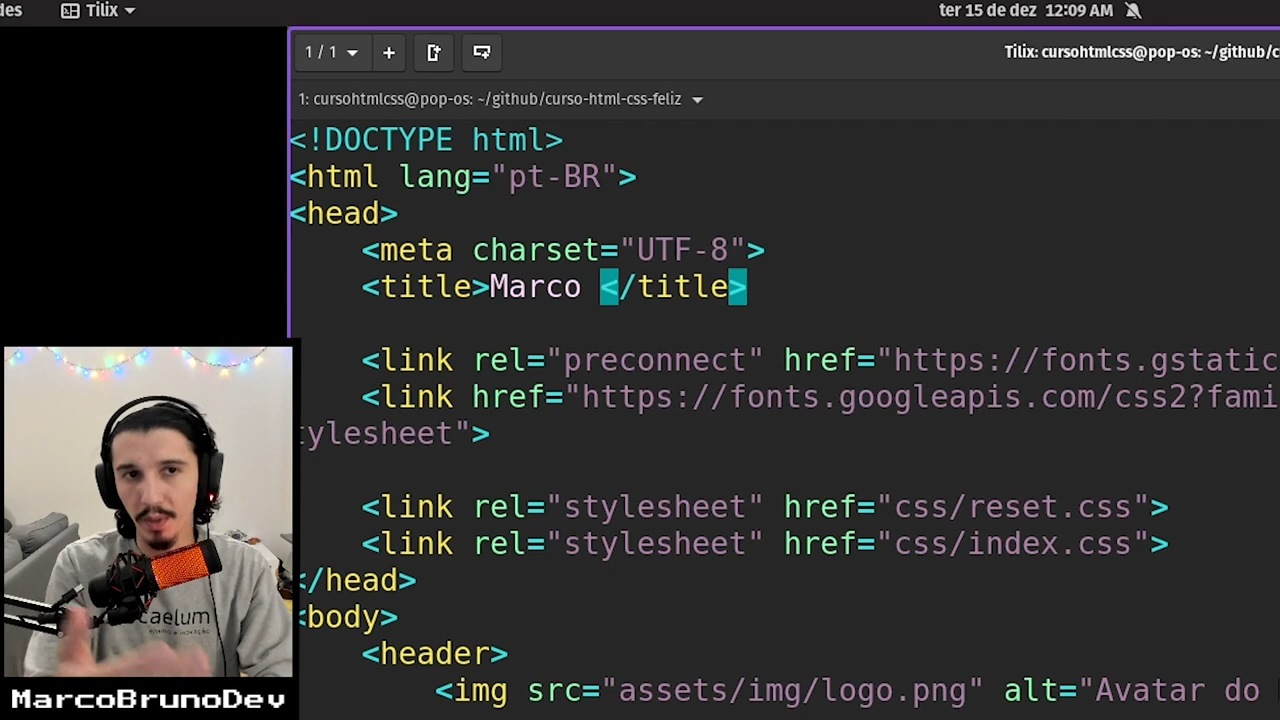 des Tilix ter 15 de dez 12:09 AM
1 / 1 + Tilix: cursohtmlcss@pop-os: ~/github/c
1: cursohtmlcss@pop-os: ~/github/curso-html-css-feliz
<!DOCTYPE html>
<html lang="pt-BR">
<head>
<meta charset="UTF-8">
<title>Marco </title>
<link rel="preconnect" href="https://fonts.gstatic
<link href="https://fonts.googleapis.com/css2?fami
tylesheet">
<link rel="stylesheet" href="css/reset.css">
<link rel="stylesheet" href="css/index.css">
</head>
<body>
<header>
<img src="assets/img/logo.png" alt="Avatar do
caelum
MarcoBrunoDev